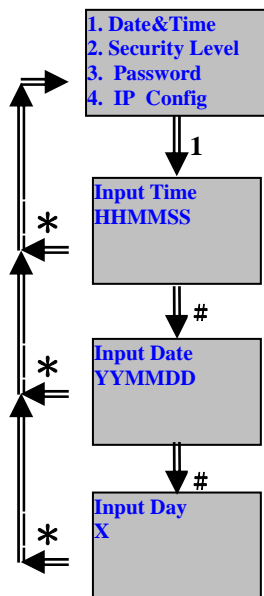 1. Date&Time
2. Security Level
3. Password
4. IP Config
1
Input Time
HHMMSS
*
#
Input Date
YYMMDD
*
#
Input Day
X
*